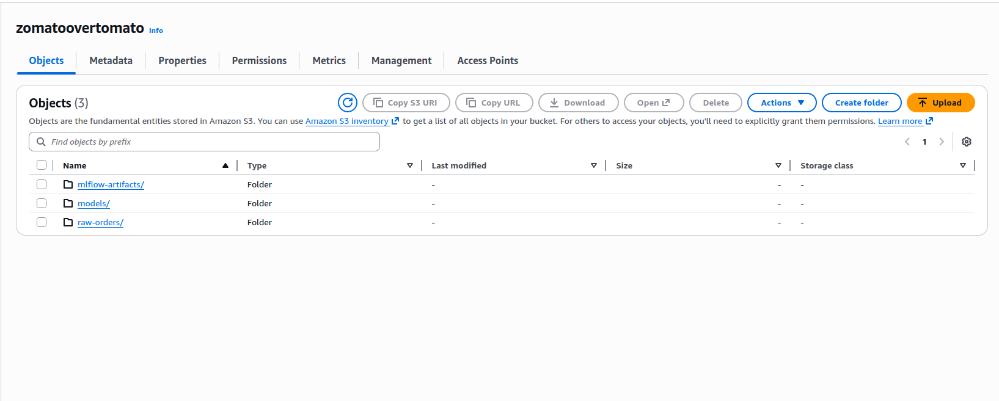 zomatoovertomato Info
Objects Metadata Properties Permissions Metrics Management Access Points
Objects (3) Copy S3 URI Copy URL Download Open Delete Actions Create folder Upload
Objects are the fundamental entities stored in Amazon S3. You can use Amazon S3 inventory to get a list of all objects in your bucket. For others to access your objects, you'll need to explicitly grant them permissions. Learn more
Find objects by prefix 1
Name Type Last modified Size Storage class
mlflow-artifacts/ Folder - - -
models/ Folder - - -
raw-orders/ Folder - - -